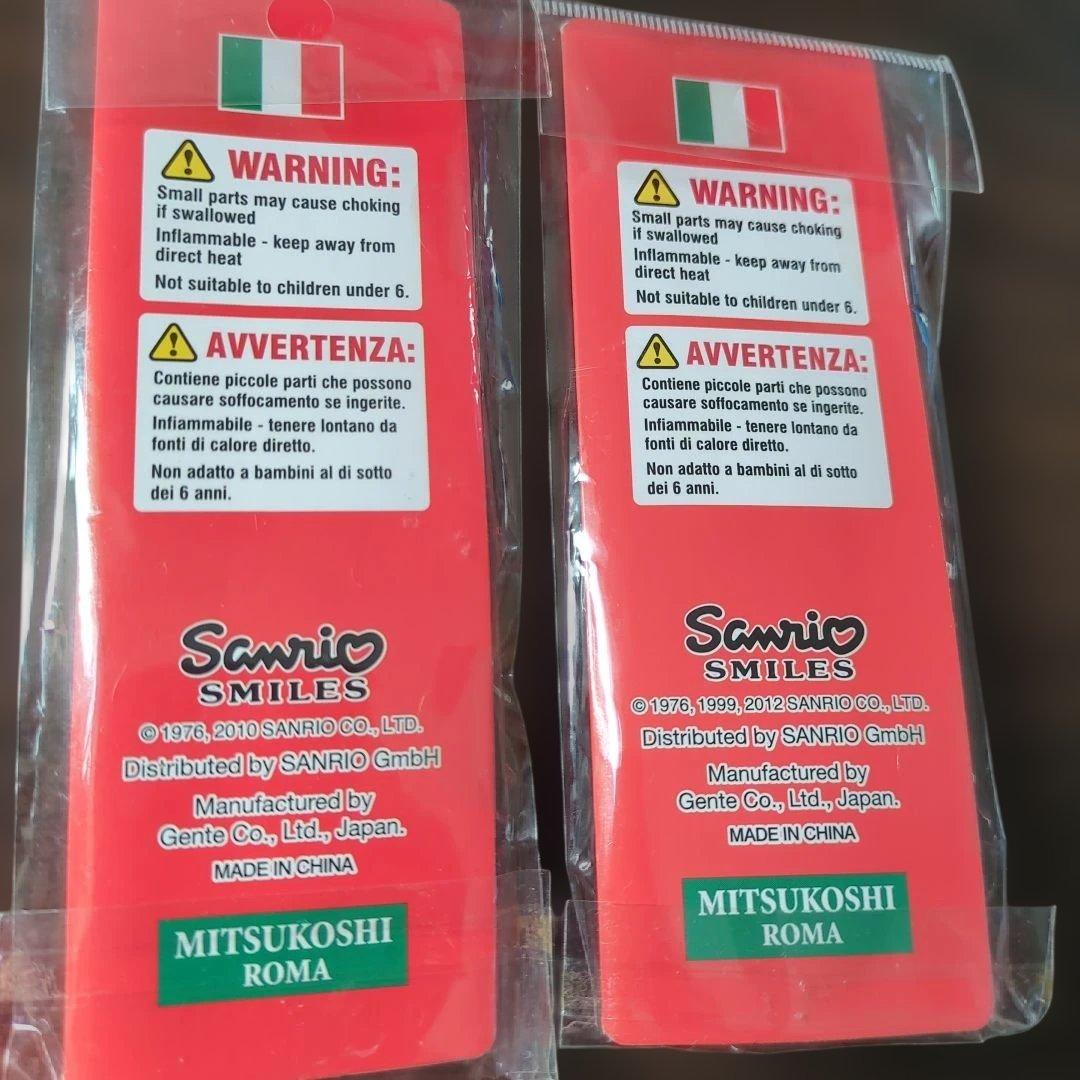 WARNING:
Small parts may cause choking
if swallowed
Inflammable - keep away from
direct heat
Not suitable to children under 6.
AVVERTENZA:
Contiene piccole parti che possono
causare soffocamento se ingerite.
Infiammabile - tenere lontano da
fonti di calore diretto.
Non adatto a bambini al di sotto
dei 6 anni.
Sanrio
SMILES
© 1976, 2010 SANRIO CO., LTD.
Distributed by SANRIO GmbH
Manufactured by
Gente Co., Ltd., Japan.
MADE IN CHINA
MITSUKOSHI
ROMA
WARNING:
Small parts may cause choking
if swallowed
Inflammable - keep away from
direct heat
Not suitable to children under 6.
AVVERTENZA:
Contiene piccole parti che possono
causare soffocamento se ingerite.
Infiammabile - tenere lontano da
fonti di calore diretto.
Non adatto a bambini al di sotto
dei 6 anni.
Sanrio
SMILES
© 1976, 1999, 2012 SANRIO CO., LTD.
Distributed by SANRIO GmbH
Manufactured by
Gente Co., Ltd., Japan.
MADE IN CHINA
MITSUKOSHI
ROMA